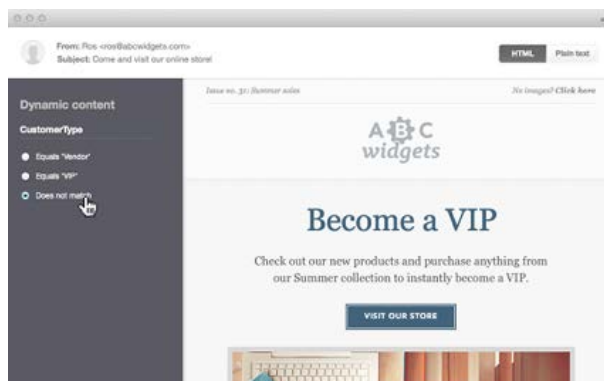 From: Ros <ros@abcwidgets.com>
Subject: Come and visit our online store!
HTML
Plain text
Dynamic content
CustomerType
Equals "Vendor"
Equals "VIP"
Does not match
Issue no. 31: Summer sales
No images? Click here
A B C
widgets
Become a VIP
Check out our new products and purchase anything from
our Summer collection to instantly become a VIP.
VISIT OUR STORE